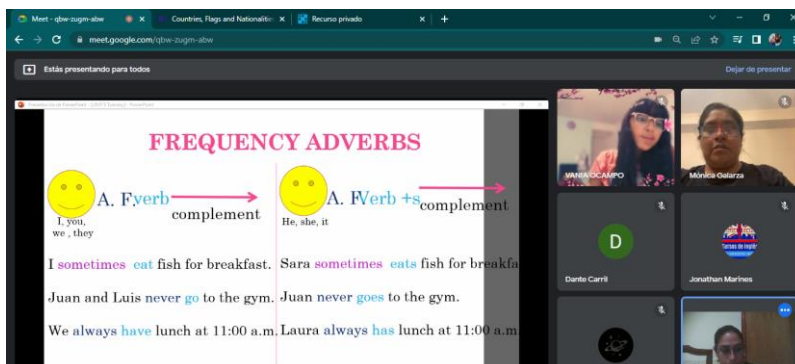 Meet - qbw-zugm-abw
Countries, Flags and Nationalitie
Recurso privado
meet.google.com/qbw-zugm-abw
Estás presentando para todos
Dejar de presentar
FREQUENCY ADVERBS
A. F.verb
complement
I, you,
we , they
A. F.Verb +s
complement
He, she, it
I sometimes eat fish for breakfast.
Juan and Luis never go to the gym.
We always have lunch at 11:00 a.m.
Sara sometimes eats fish for breakfa
Juan never goes to the gym.
Laura always has lunch at 11:00 a.m.
VANIA OCAMPO
Mónica Galarza
D
Dante Carril
Jonathan Marines